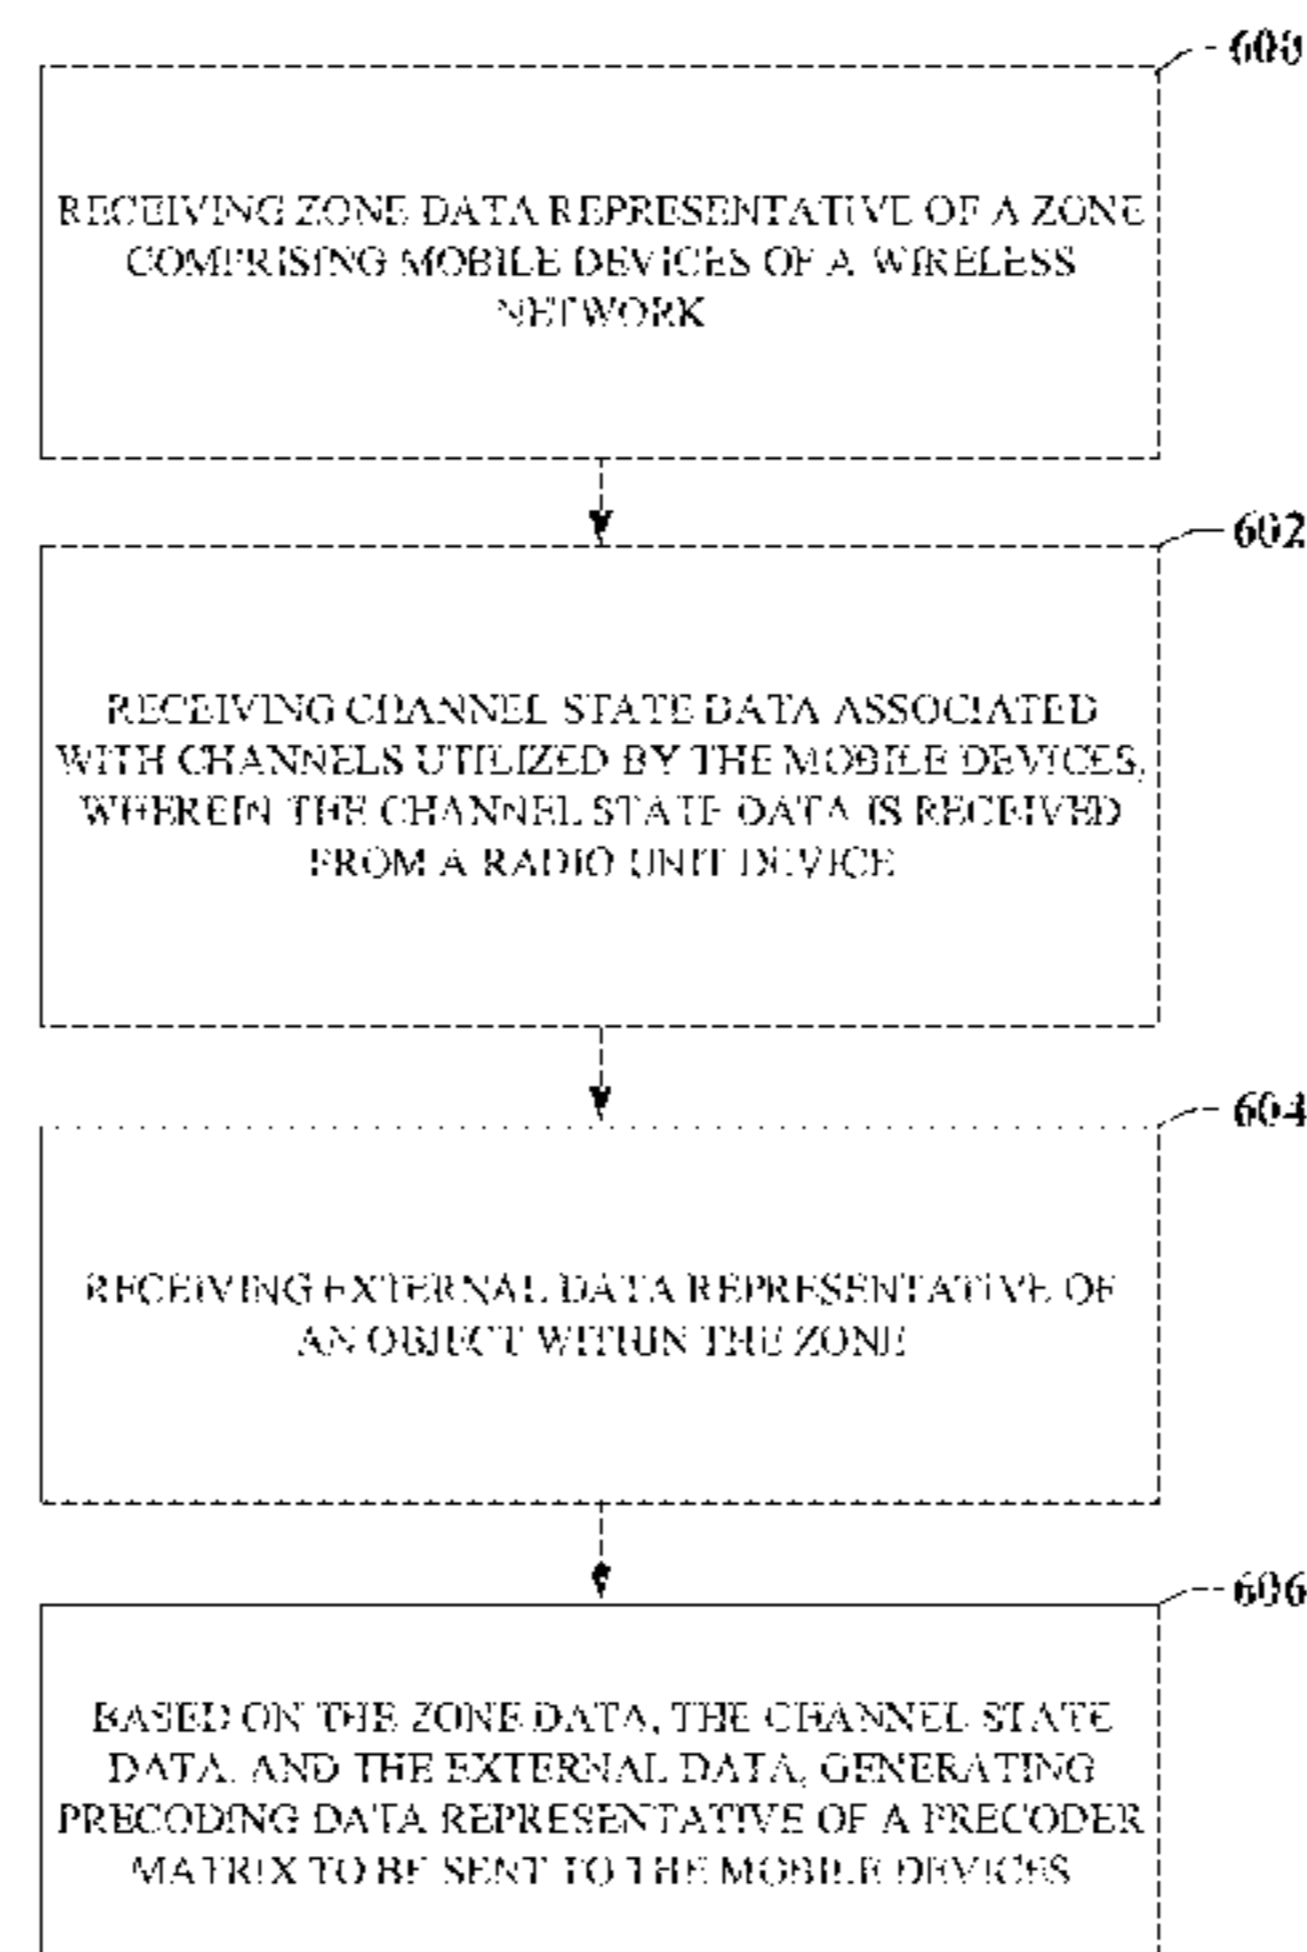 600
RECEIVING ZONE DATA REPRESENTATIVE OF A ZONE
COMPRISING MOBILE DEVICES OF A WIRELESS
NETWORK
602
RECEIVING CHANNEL STATE DATA ASSOCIATED
WITH CHANNELS UTILIZED BY THE MOBILE DEVICES,
WHEREIN THE CHANNEL STATE DATA IS RECEIVED
FROM A RADIO UNIT DEVICE
604
RECEIVING EXTERNAL DATA REPRESENTATIVE OF
AN OBJECT WITHIN THE ZONE
606
BASED ON THE ZONE DATA, THE CHANNEL STATE
DATA, AND THE EXTERNAL DATA, GENERATING
PRECODING DATA REPRESENTATIVE OF A PRECODER
MATRIX TO BE SENT TO THE MOBILE DEVICES